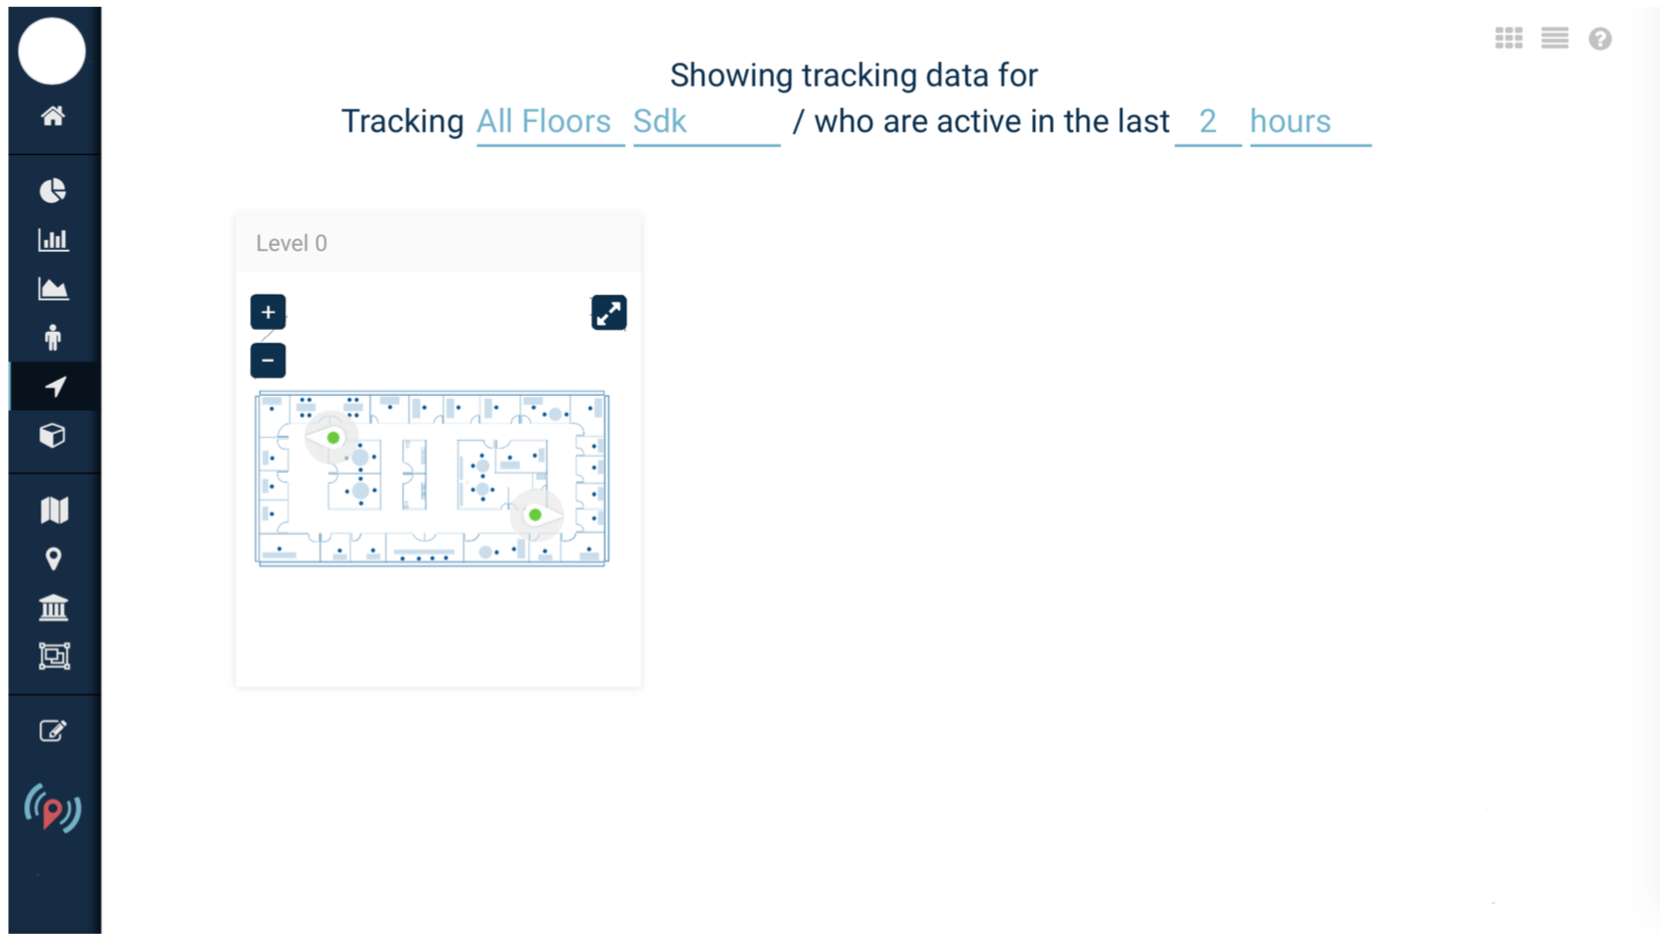 Showing tracking data for
Tracking All Floors Sdk / who are active in the last 2 hours
Level 0
+
−